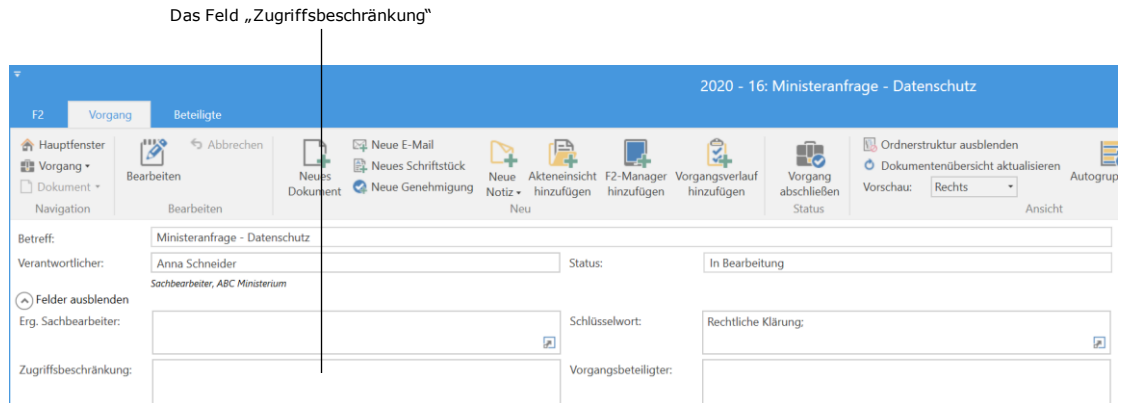 Das Feld „Zugriffsbeschränkung“
2020 - 16: Ministeranfrage - Datenschutz
F2 Vorgang Beteiligte
Hauptfenster
Vorgang
Dokument
Navigation
Bearbeiten
Abbrechen
Bearbeiten
Neues
Dokument
Neue E-Mail
Neues Schriftstück
Neue Genehmigung
Neue
Notiz
Akteneinsicht
hinzufügen
F2-Manager
hinzufügen
Vorgangsverlauf
hinzufügen
Neu
Vorgang
abschließen
Status
Ordnerstruktur ausblenden
Dokumentenübersicht aktualisieren
Vorschau: Rechts
Autogrup
Ansicht
Betreff: Ministeranfrage - Datenschutz
Verantwortlicher: Anna Schneider Status: In Bearbeitung
Sachbearbeiter, ABC Ministerium
Felder ausblenden
Erg. Sachbearbeiter: Schlüsselwort: Rechtliche Klärung;
Zugriffsbeschränkung: Vorgangsbeteiligter: